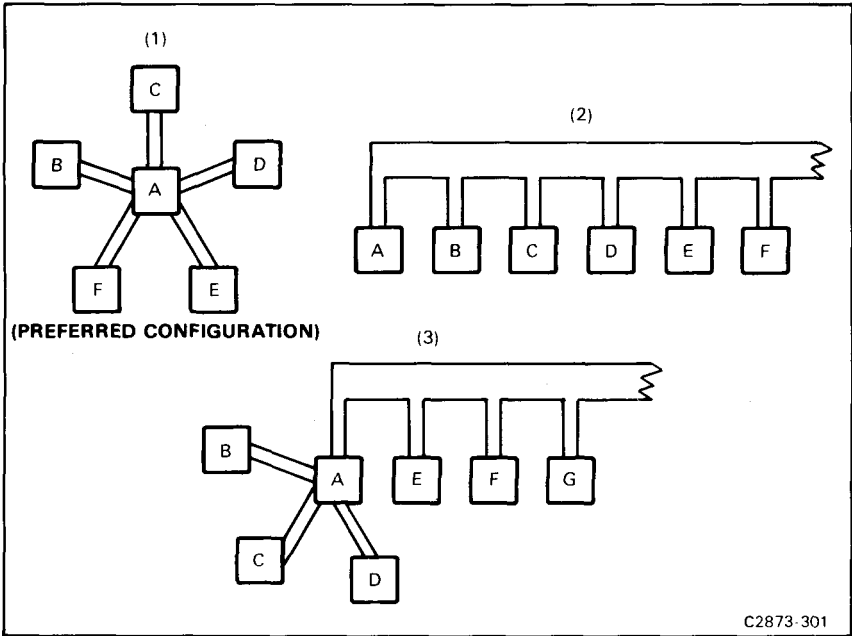 (1)
C
B
D
A
F
E
(PREFERRED CONFIGURATION)
(2)
A B C D E F
(3)
B
A E F G
C
D
C2873-301